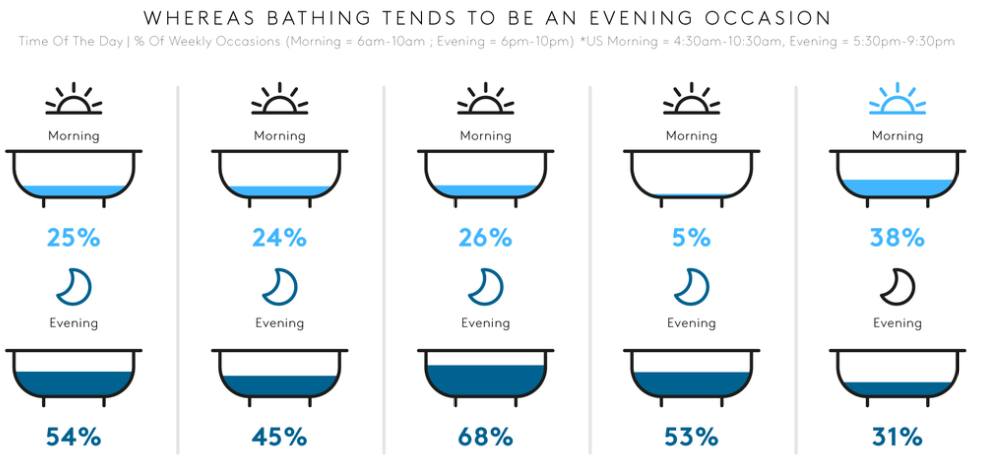 WHEREAS BATHING TENDS TO BE AN EVENING OCCASION
Time Of The Day | % Of Weekly Occasions (Morning = 6am-10am ; Evening = 6pm-10pm) *US Morning = 4:30am-10:30am, Evening = 5:30pm-9:30pm
Morning Morning Morning Morning Morning
25% 24% 26% 5% 38%
Evening Evening Evening Evening Evening
54% 45% 68% 53% 31%